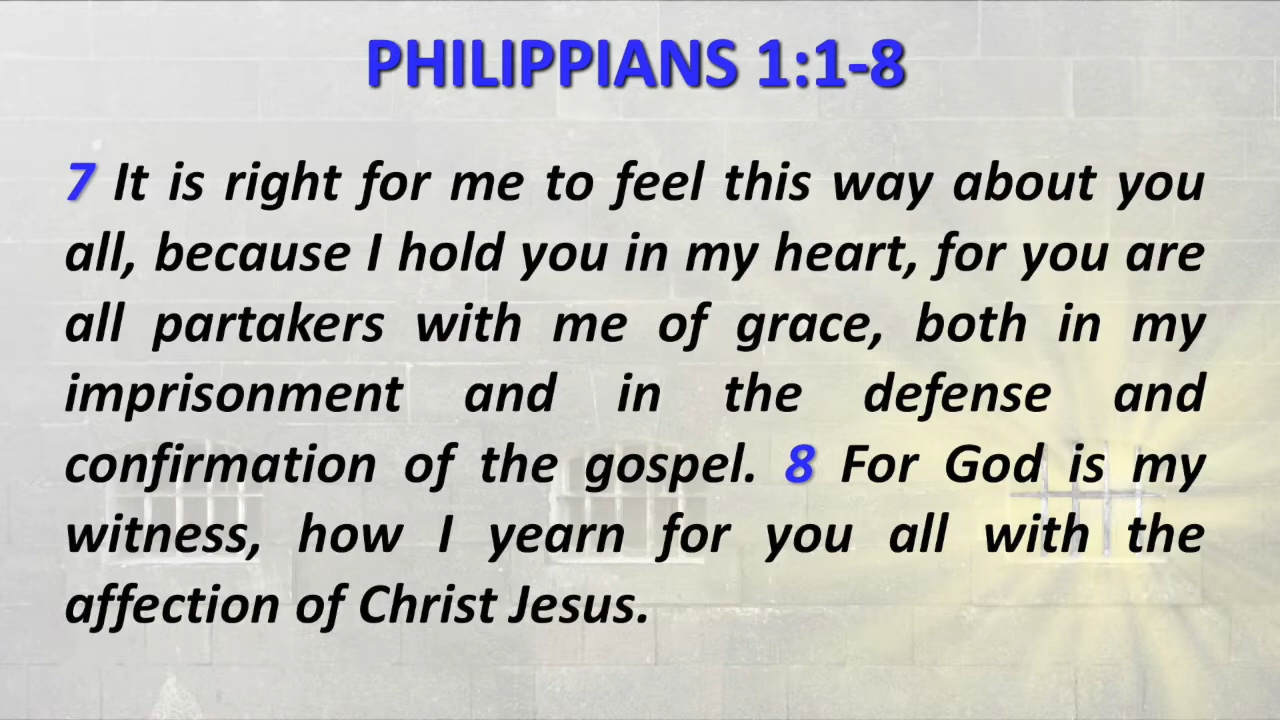 PHILIPPIANS 1:1-8
7 It is right for me to feel this way about you
all, because I hold you in my heart, for you are
all partakers with me of grace, both in my
imprisonment and in the defense and
confirmation of the gospel. 8 For God is my
witness, how I yearn for you all with the
affection of Christ Jesus.